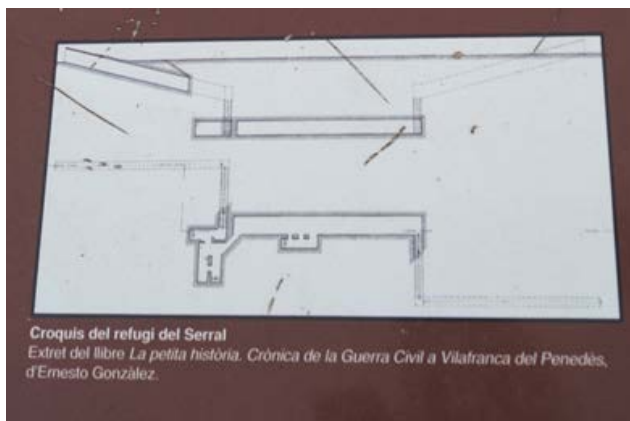 Croquis del refugi del Serral
Extret del llibre La petita història. Crònica de la Guerra Civil a Vilafranca del Penedès,
d'Ernesto Gonzàlez.